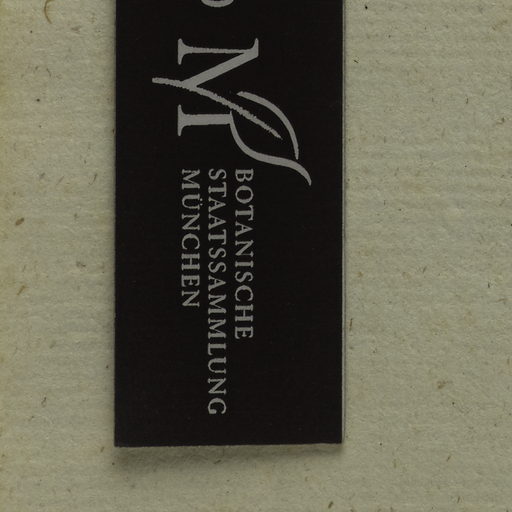 M
BOTANISCHE
STAATSSAMMLUNG
MÜNCHEN